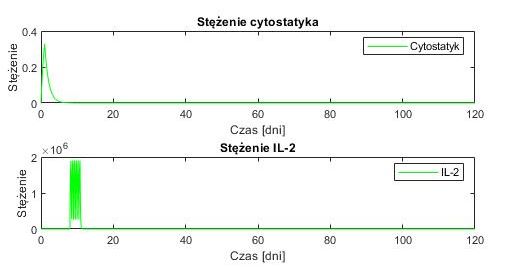 Stężenie cytostatyka
0.4
0.2
0
Stężenie
Cytostatyk
0 20 40 60 80 100 120
Czas [dni]
Stężenie IL-2
×10⁶
2
1
0
Stężenie
IL-2
0 20 40 60 80 100 120
Czas [dni]